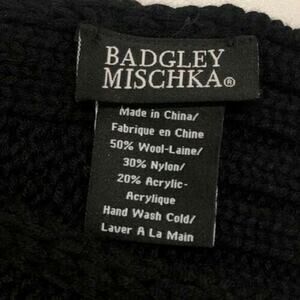 BADGLEY
MISCHKA®
Made in China/
Fabrique en Chine
50% Wool-Laine/
30% Nylon/
20% Acrylic-
Acrylique
Hand Wash Cold/
Laver A La Main